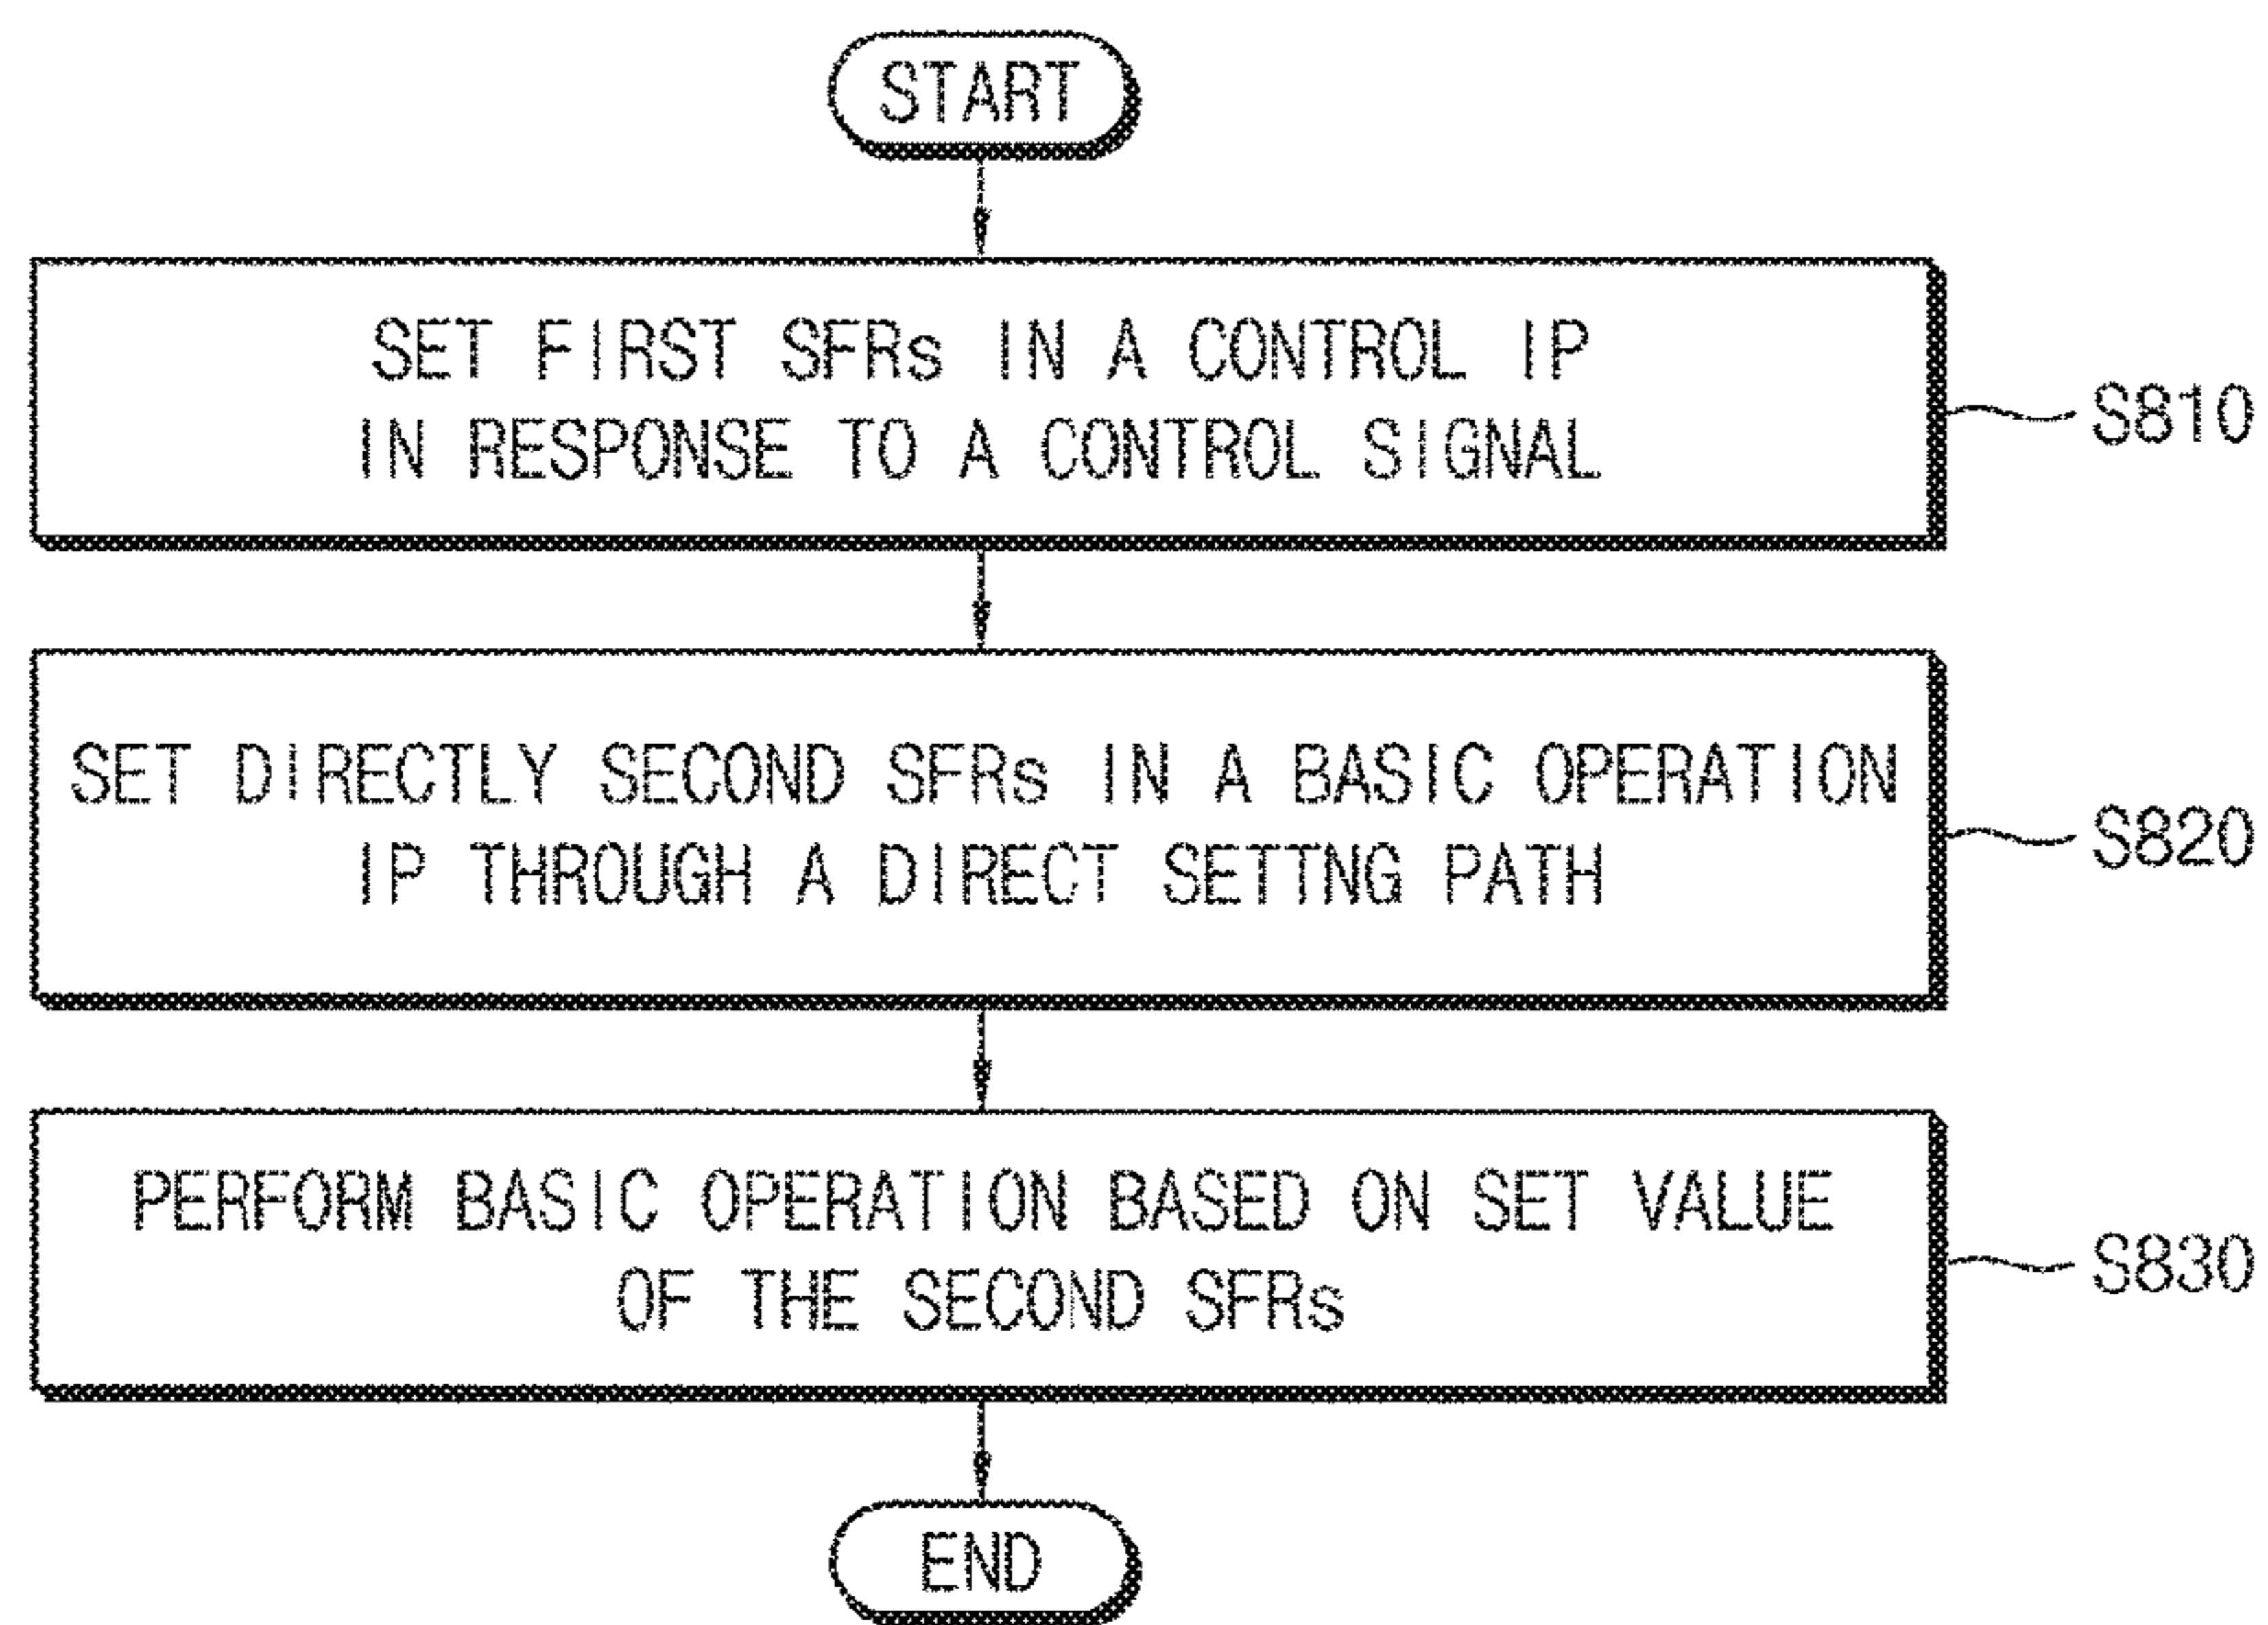 START
SET FIRST SFRs IN A CONTROL IP
IN RESPONSE TO A CONTROL SIGNAL
S810
SET DIRECTLY SECOND SFRs IN A BASIC OPERATION
IP THROUGH A DIRECT SETTNG PATH
S820
PERFORM BASIC OPERATION BASED ON SET VALUE
OF THE SECOND SFRs
S830
END